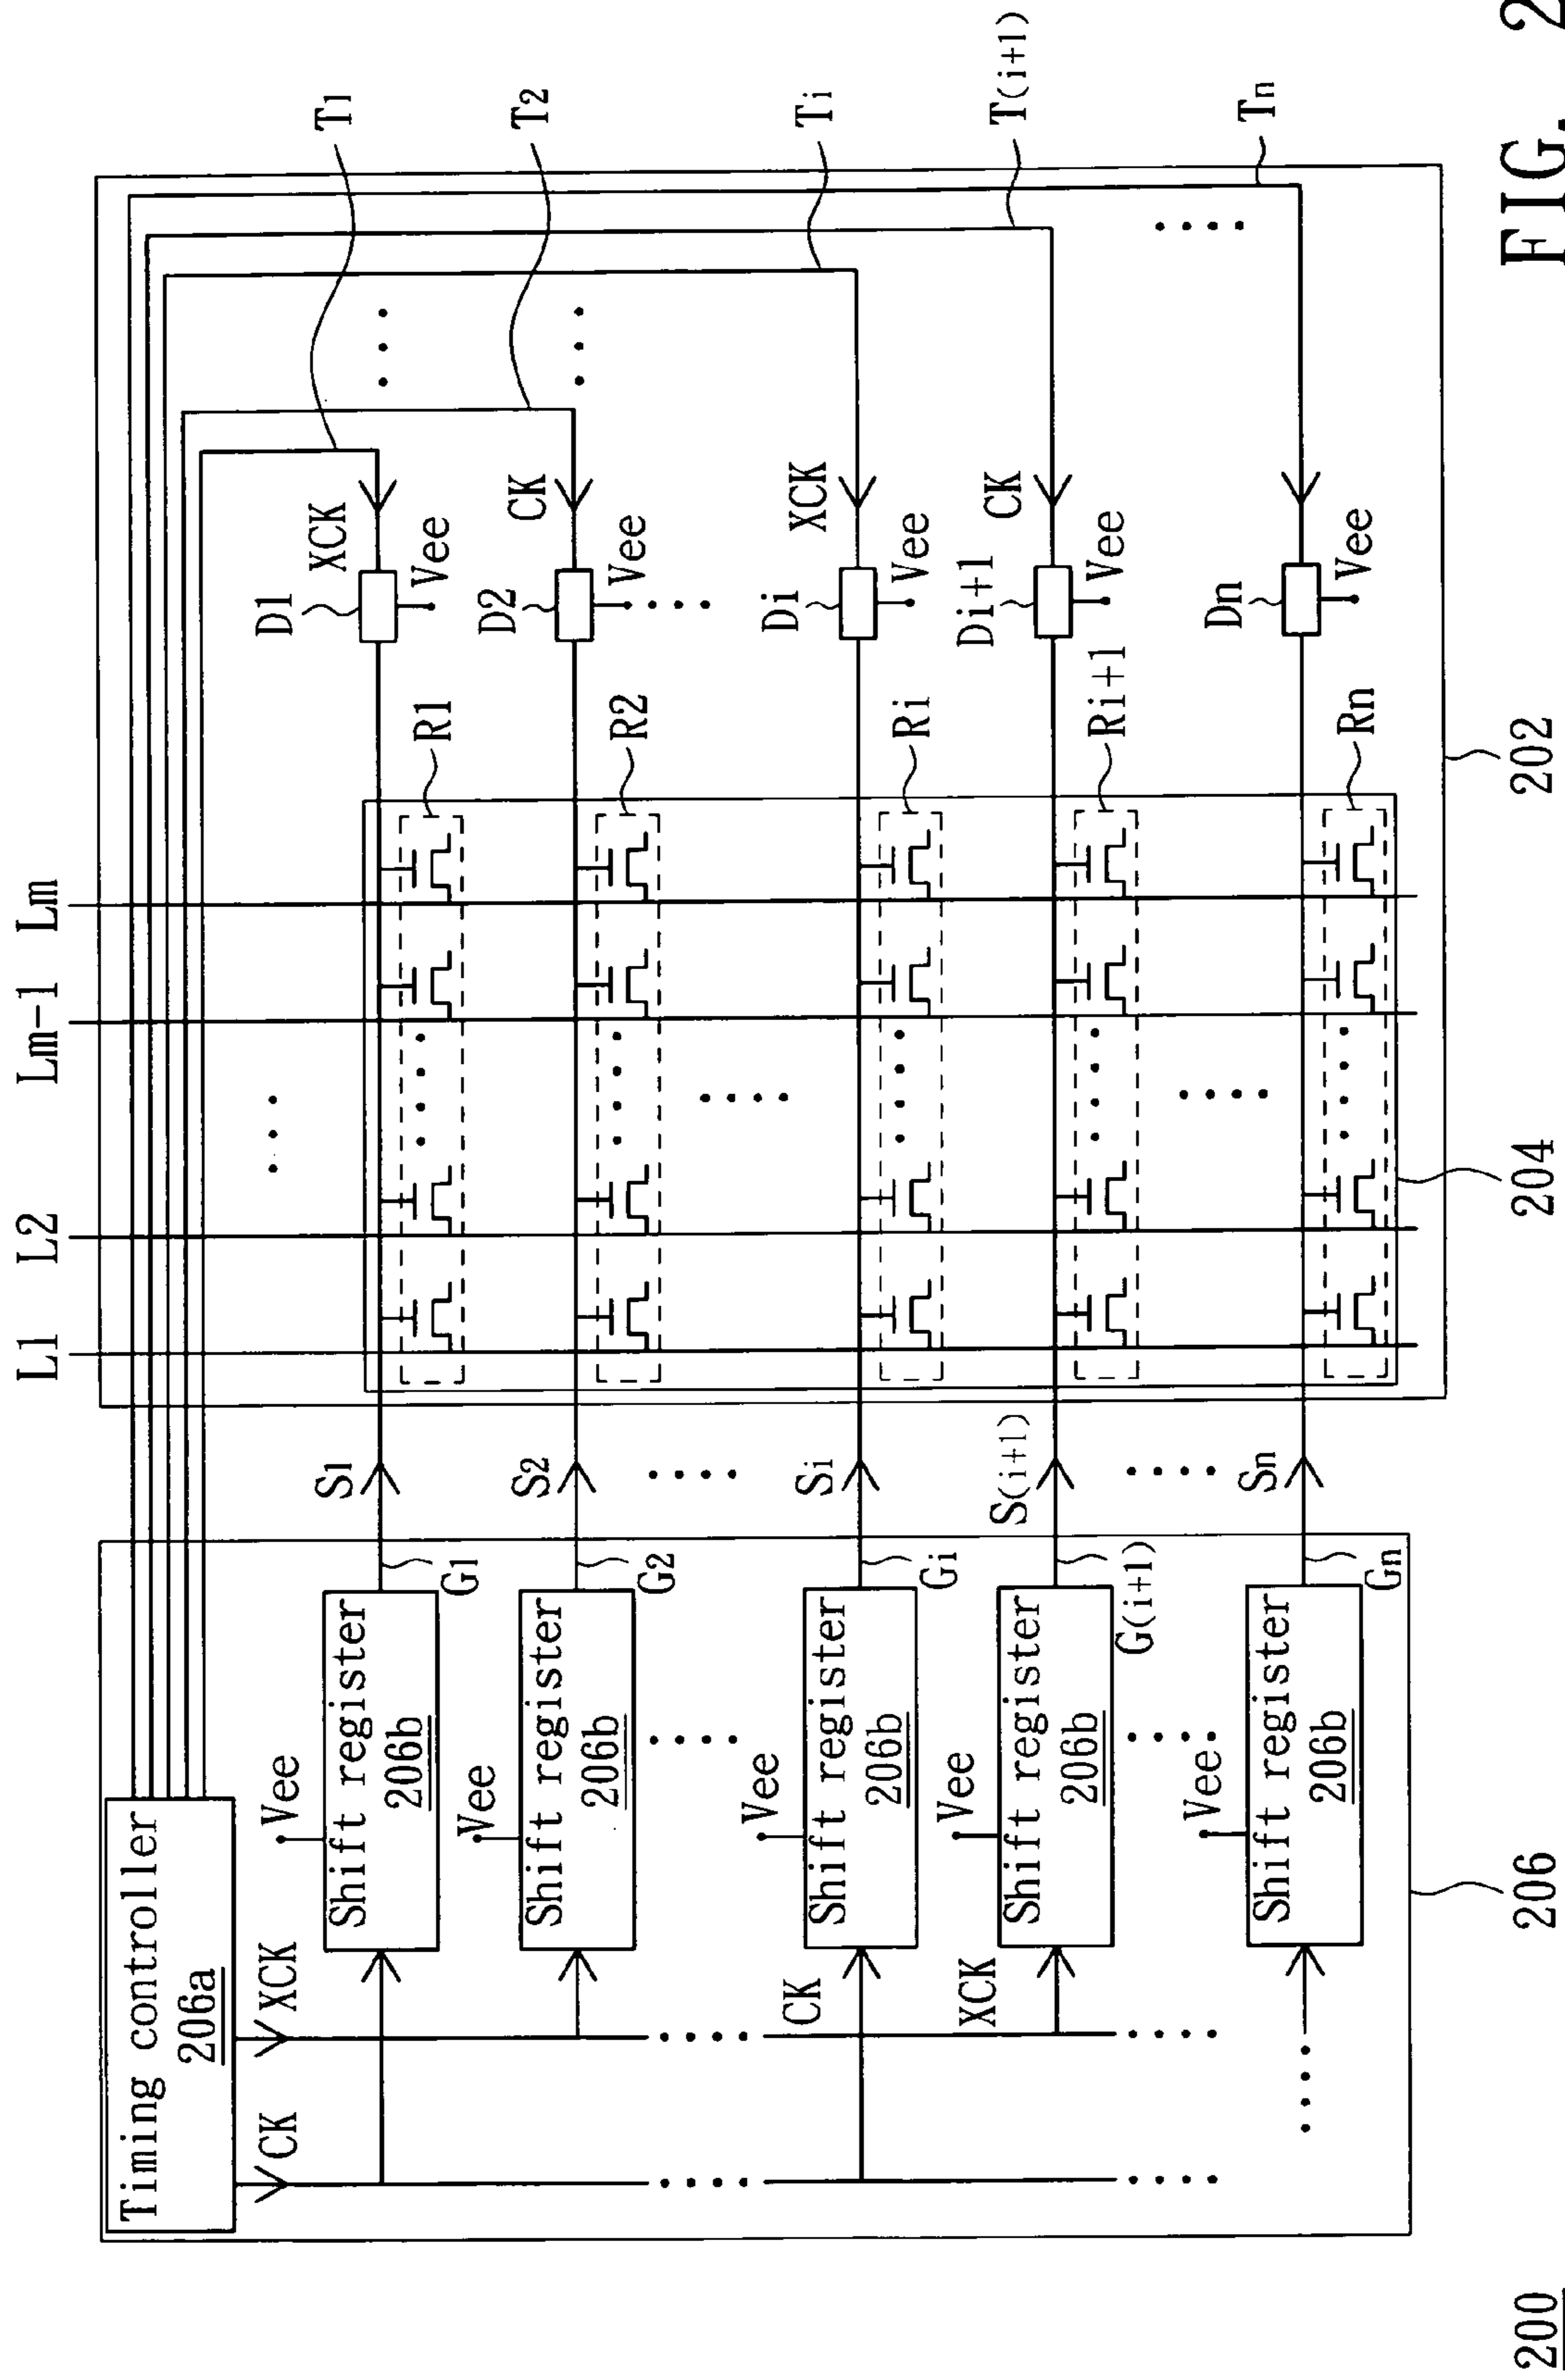 L1 L2 Lm-1 Lm
Timing controller
206a
CK XCK
T1
T2
Ti
T(i+1)
Tn
Vee
Shift register
206b
G1
S1
R1
D1
XCK
Vee
Vee
Shift register
206b
G2
S2
R2
D2
CK
Vee
CK
Vee
Shift register
206b
Gi
Si
Ri
Di
XCK
Vee
XCK
Vee
Shift register
206b
G(i+1)
S(i+1)
Ri+1
Di+1
CK
Vee
Vee
Shift register
206b
Gn
Sn
Rn
Dn
Vee
206
204
202
200
FIG. 2